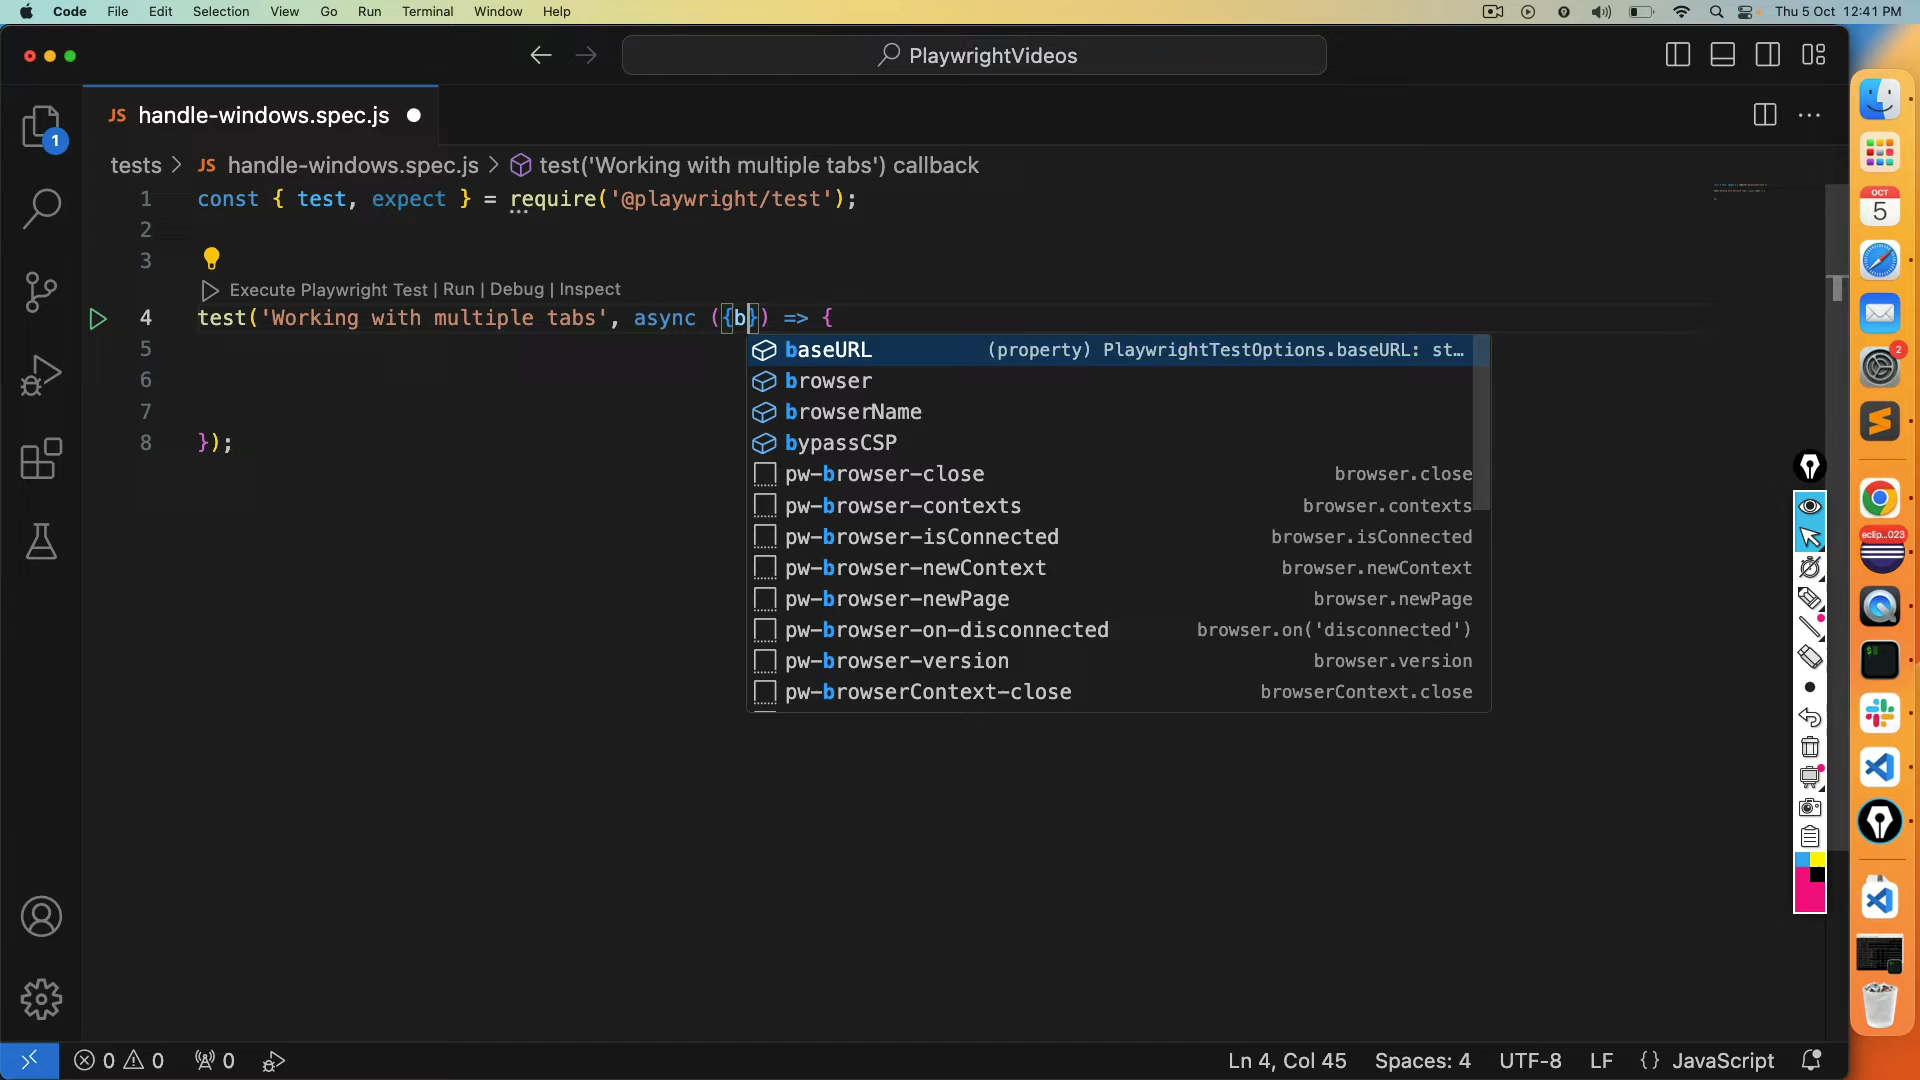 Code File Edit Selection View Go Run Terminal Window Help Thu 5 Oct 12:41 PM
PlaywrightVideos
JS handle-windows.spec.js
1
tests > JS handle-windows.spec.js > test('Working with multiple tabs') callback
1 const { test, expect } = require('@playwright/test');
2
3
Execute Playwright Test | Run | Debug | Inspect
4 test('Working with multiple tabs', async ({b}) => {
5
6
7
8 });
baseURL (property) PlaywrightTestOptions.baseURL: st…
browser
browserName
bypassCSP
pw-browser-close browser.close
pw-browser-contexts browser.contexts
pw-browser-isConnected browser.isConnected
pw-browser-newContext browser.newContext
pw-browser-newPage browser.newPage
pw-browser-on-disconnected browser.on('disconnected')
pw-browser-version browser.version
pw-browserContext-close browserContext.close
OCT
5
2
eclip...023
0 0 0 Ln 4, Col 45 Spaces: 4 UTF-8 LF {} JavaScript